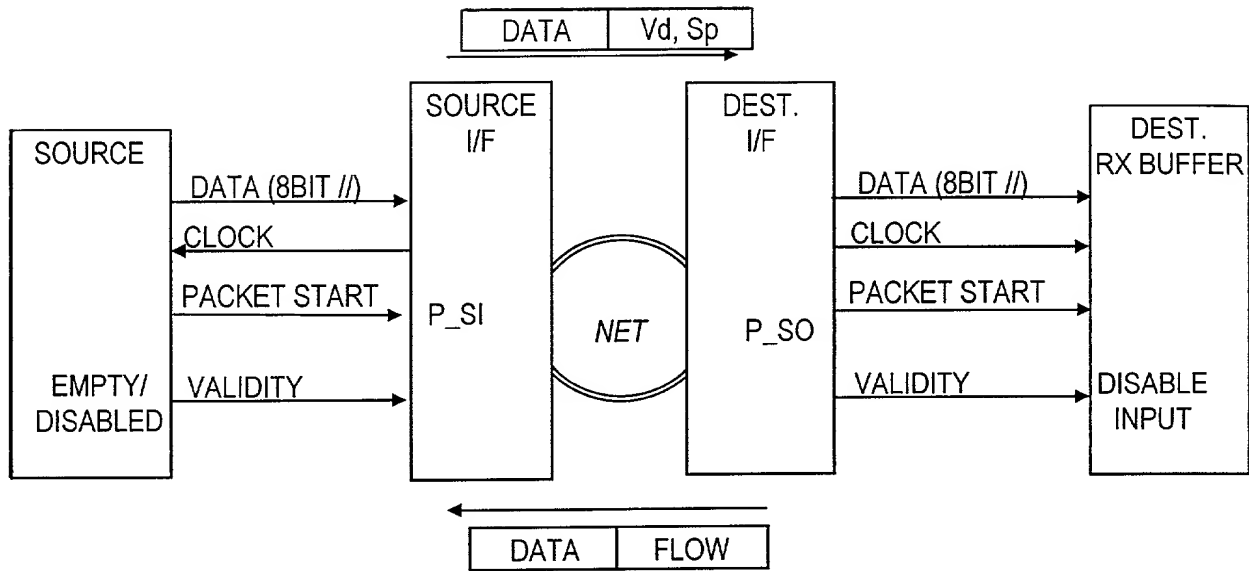 DATA Vd, Sp
SOURCE
DATA (8BIT //)
CLOCK
PACKET START
EMPTY/
DISABLED
VALIDITY
SOURCE
I/F
P_SI
NET
DEST.
I/F
P_SO
DATA (8BIT //)
CLOCK
PACKET START
VALIDITY
DEST.
RX BUFFER
DISABLE
INPUT
DATA FLOW